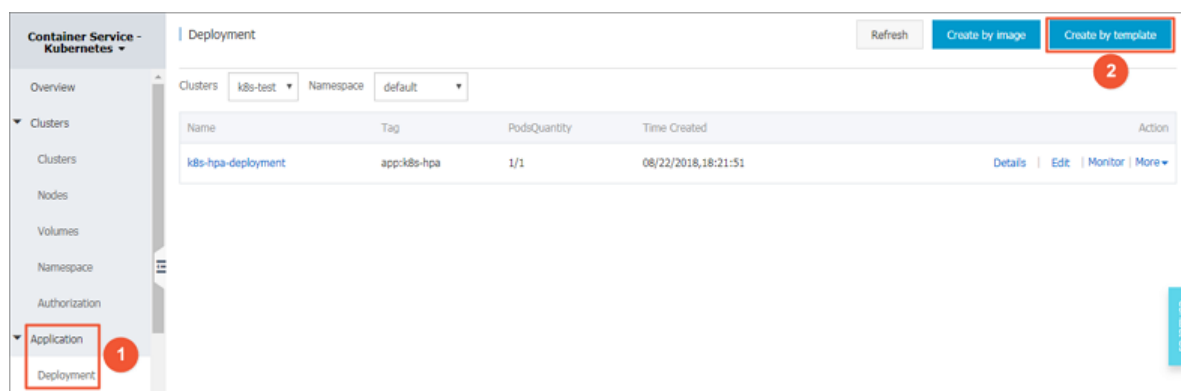 Container Service -
Kubernetes
Deployment
Refresh
Create by image
Create by template
2
Overview
Clusters
k8s-test
Namespace
default
Clusters
Name
Tag
PodsQuantity
Time Created
Action
Clusters
k8s-hpa-deployment
app:k8s-hpa
1/1
08/22/2018,18:21:51
Details | Edit | Monitor | More
Nodes
Volumes
Namespace
Authorization
Application
1
Deployment